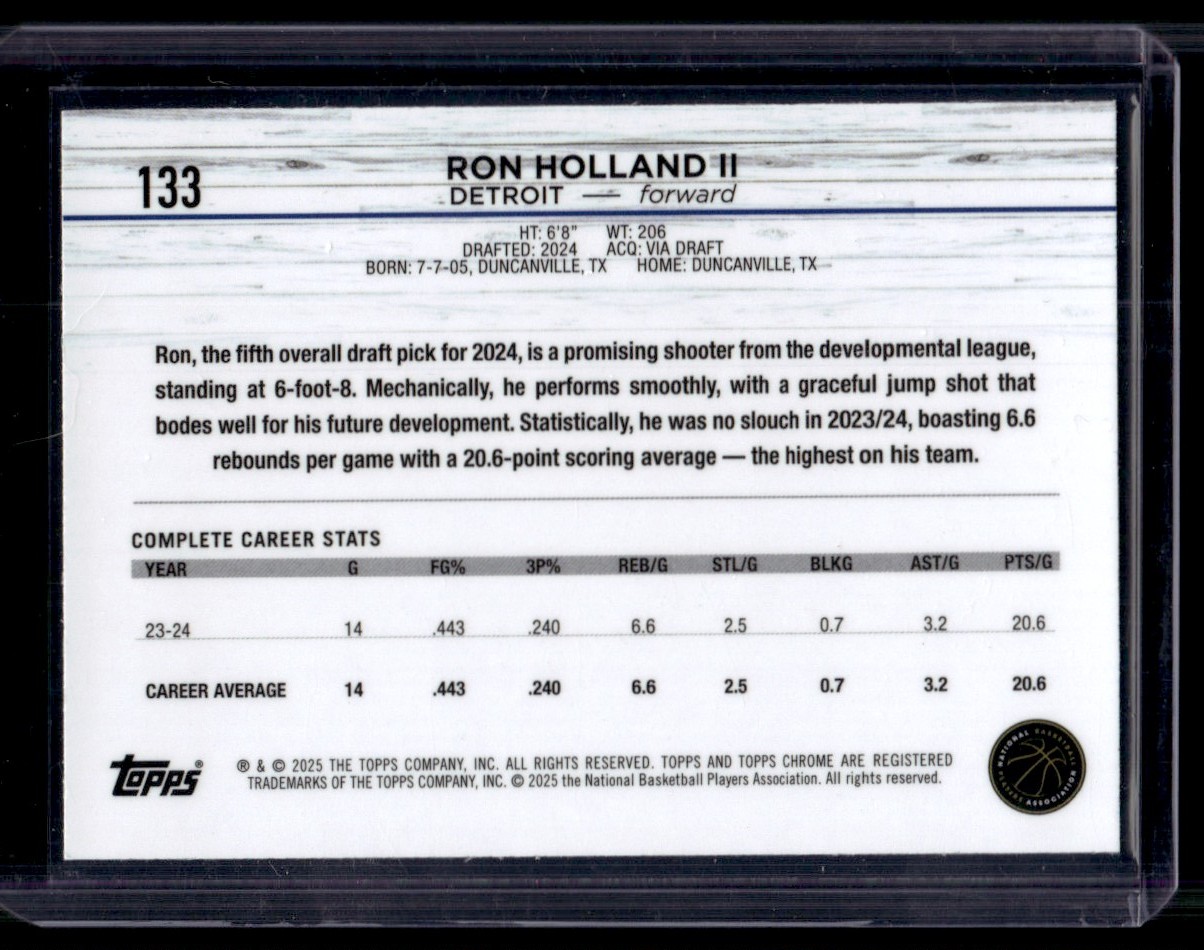 133
RON HOLLAND II
DETROIT — forward
HT: 6'8" WT: 206
DRAFTED: 2024 ACQ: VIA DRAFT
BORN: 7-7-05, DUNCANVILLE, TX HOME: DUNCANVILLE, TX
Ron, the fifth overall draft pick for 2024, is a promising shooter from the developmental league,
standing at 6-foot-8. Mechanically, he performs smoothly, with a graceful jump shot that
bodes well for his future development. Statistically, he was no slouch in 2023/24, boasting 6.6
rebounds per game with a 20.6-point scoring average — the highest on his team.
COMPLETE CAREER STATS
YEAR G FG% 3P% REB/G STL/G BLKG AST/G PTS/G
23-24 14 .443 .240 6.6 2.5 0.7 3.2 20.6
CAREER AVERAGE 14 .443 .240 6.6 2.5 0.7 3.2 20.6
topps®
® & © 2025 THE TOPPS COMPANY, INC. ALL RIGHTS RESERVED. TOPPS AND TOPPS CHROME ARE REGISTERED
TRADEMARKS OF THE TOPPS COMPANY, INC. © 2025 the National Basketball Players Association. All rights reserved.
NATIONAL BASKETBALL PLAYERS ASSOCIATION